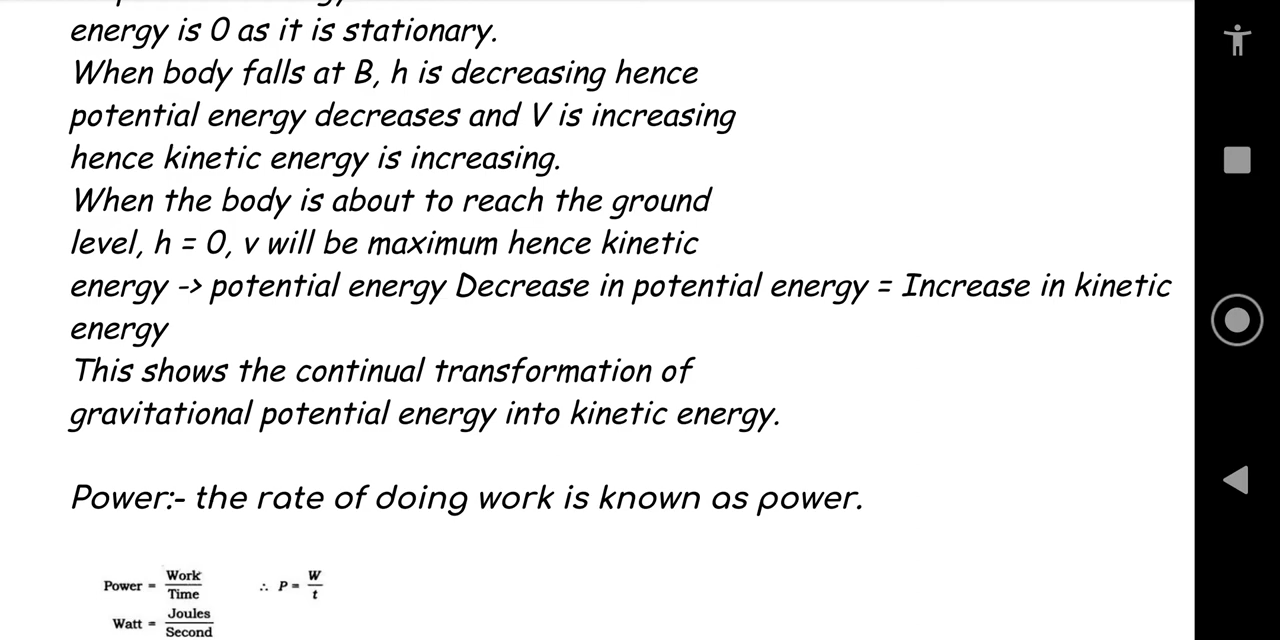 energy is 0 as it is stationary.
When body falls at B, h is decreasing hence
potential energy decreases and V is increasing
hence kinetic energy is increasing.
When the body is about to reach the ground
level, h = 0, v will be maximum hence kinetic
energy -> potential energy Decrease in potential energy = Increase in kinetic
energy
This shows the continual transformation of
gravitational potential energy into kinetic energy.
Power:- the rate of doing work is known as power.
Power = Work / Time ∴ P = W / t
Watt = Joules / Second